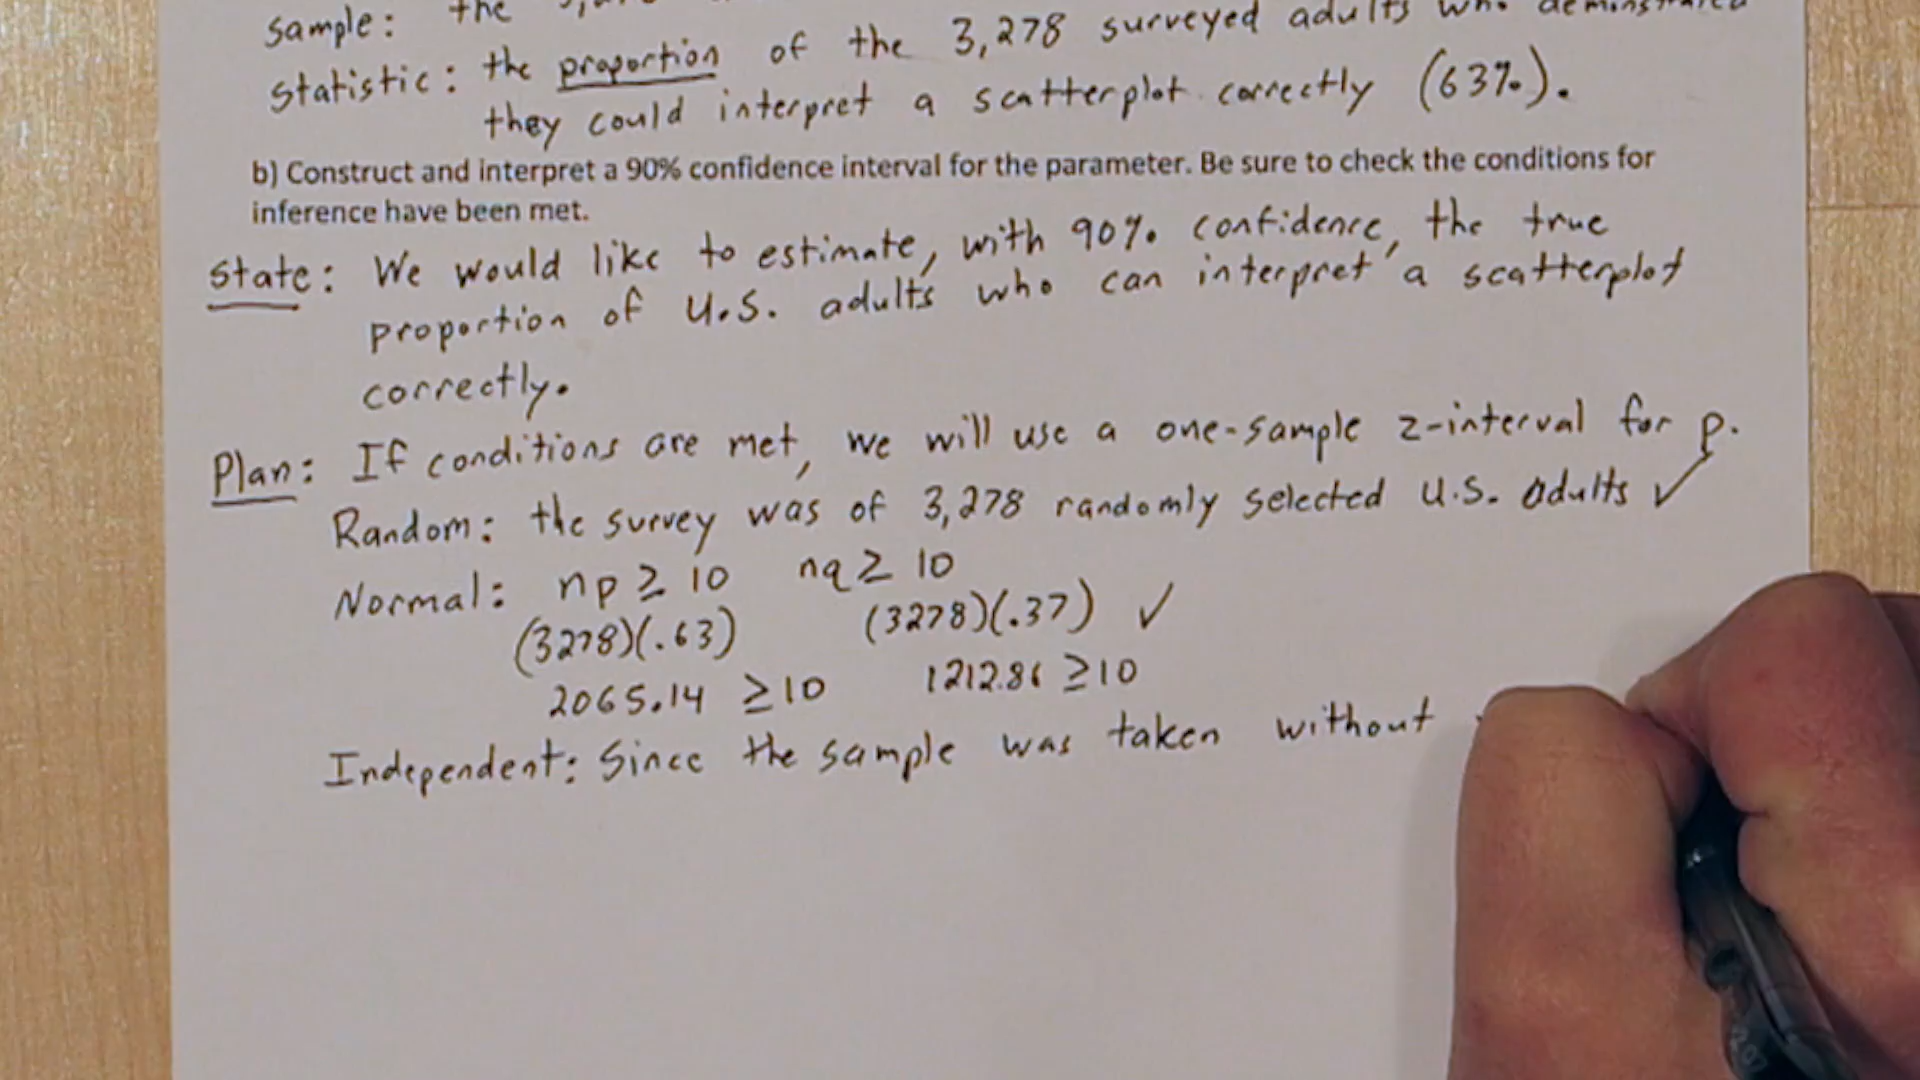 sample: the
statistic: the proportion of the 3,278 surveyed adults who demonstrated
they could interpret a scatterplot correctly (63%).
b) Construct and interpret a 90% confidence interval for the parameter. Be sure to check the conditions for
inference have been met.
State: We would like to estimate, with 90% confidence, the true
proportion of U.S. adults who can interpret a scatterplot
correctly.
Plan: If conditions are met, we will use a one-sample z-interval for p.
Random: the survey was of 3,278 randomly selected U.S. adults ✓
Normal: np ≥ 10 nq ≥ 10
(3278)(.63) (3278)(.37) ✓
2065.14 ≥ 10 1212.86 ≥ 10
Independent: Since the sample was taken without